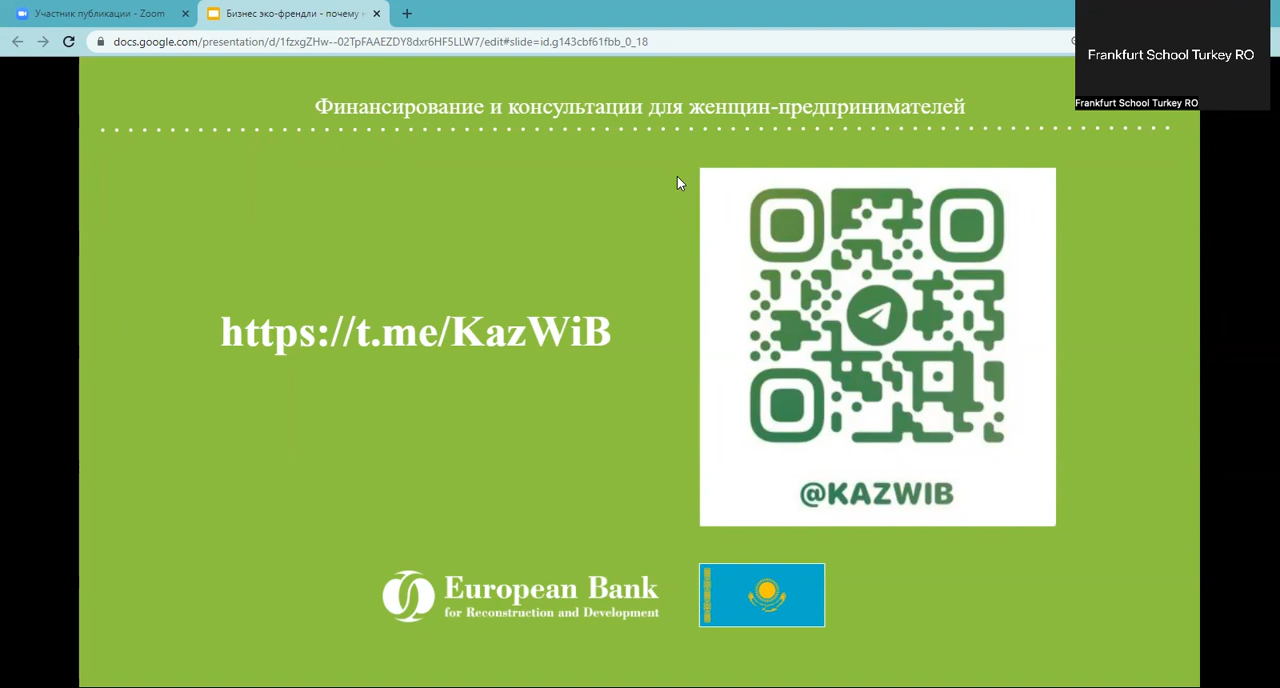 Участник публикации - Zoom
Бизнес эко-френдли - почему
docs.google.com/presentation/d/1fzxgZHw--02TpFAAEZDY8dxr6HF5LLW7/edit#slide=id.g143cbf61fbb_0_18
Frankfurt School Turkey RO
Frankfurt School Turkey RO
Финансирование и консультации для женщин-предпринимателей
https://t.me/KazWiB
@KAZWIB
European Bank
for Reconstruction and Development